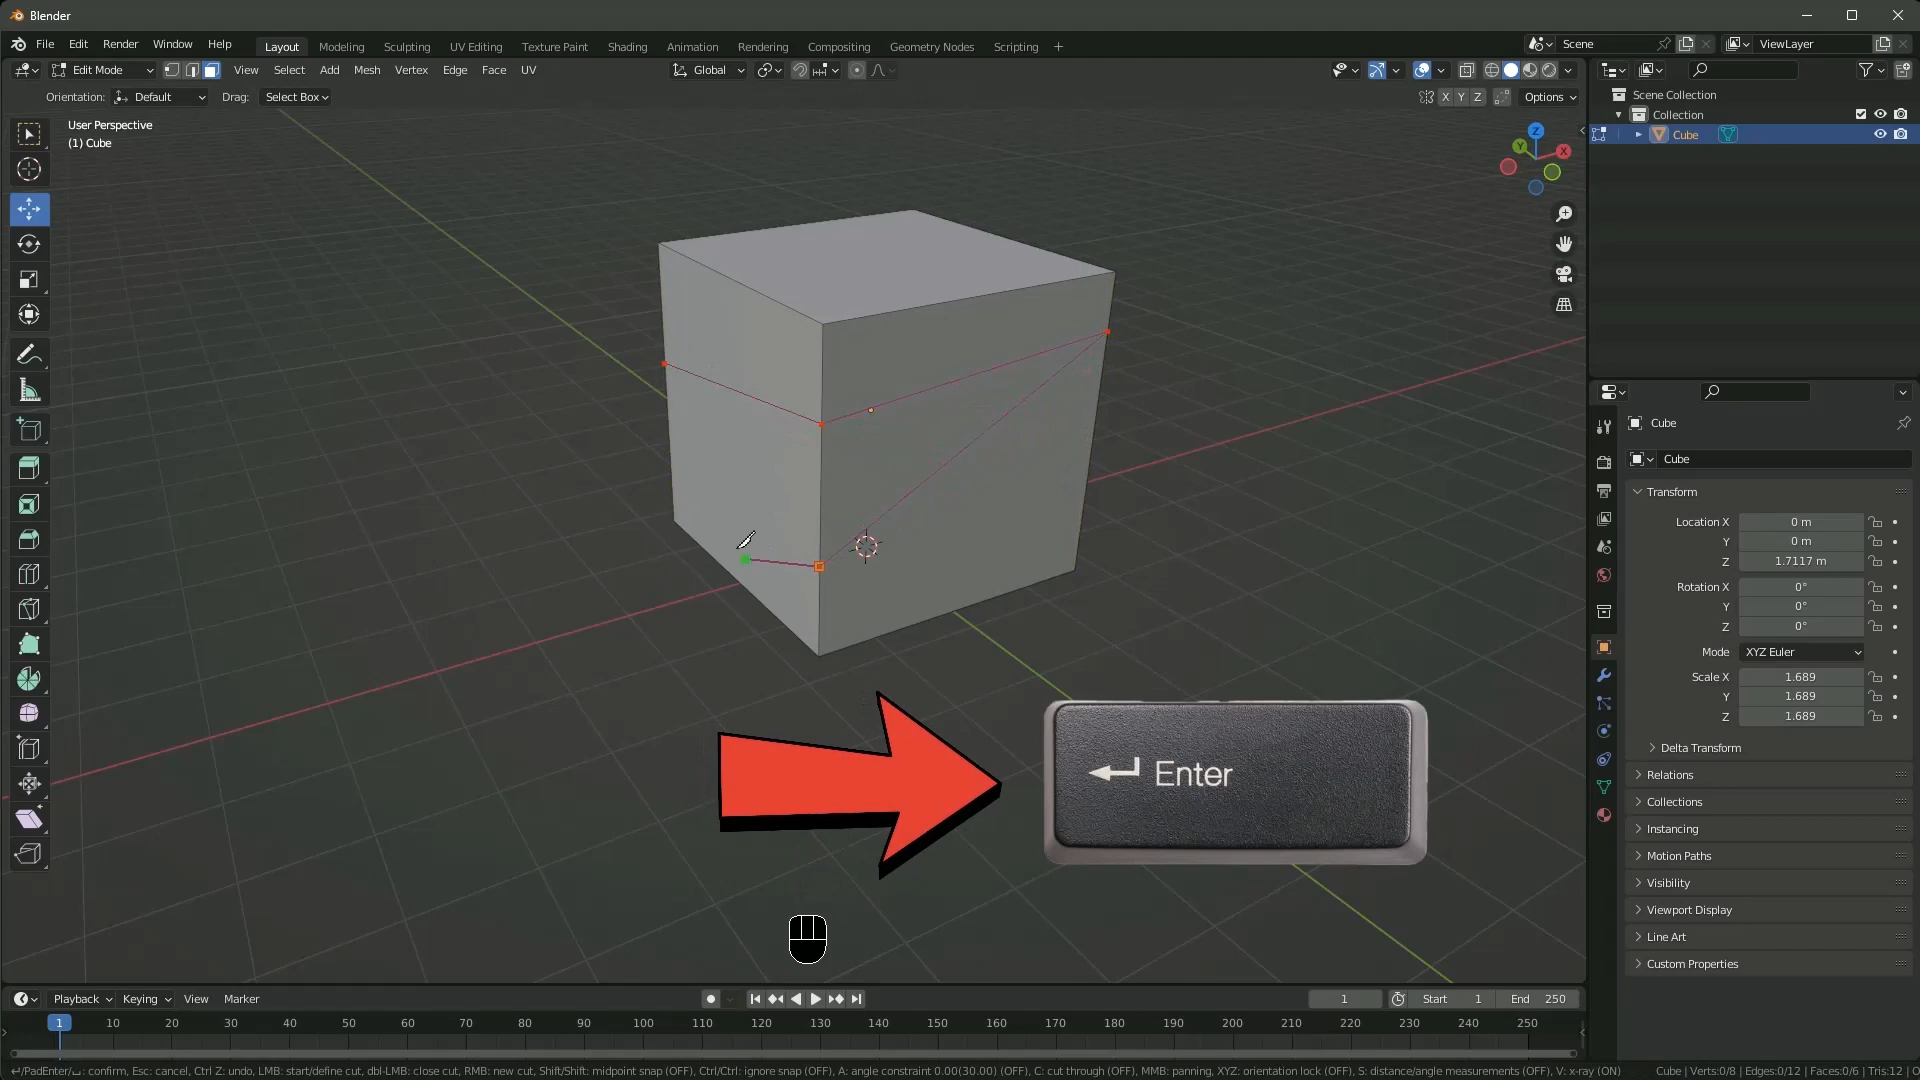 Blender
File Edit Render Window Help
Layout Modeling Sculpting UV Editing Texture Paint Shading Animation Rendering Compositing Geometry Nodes Scripting +
Scene
ViewLayer
Edit Mode View Select Add Mesh Vertex Edge Face UV
Global
Orientation: Default Drag: Select Box
X Y Z Options
User Perspective
(1) Cube
Z
Y
X
Scene Collection
Collection
Cube
Cube
Cube
Transform
Location X 0 m
Y 0 m
Z 1.7117 m
Rotation X 0°
Y 0°
Z 0°
Mode XYZ Euler
Scale X 1.689
Y 1.689
Z 1.689
Delta Transform
Relations
Collections
Instancing
Motion Paths
Visibility
Viewport Display
Line Art
Custom Properties
Enter
Playback Keying View Marker
1 Start 1 End 250
1 10 20 30 40 50 60 70 80 90 100 110 120 130 140 150 160 170 180 190 200 210 220 230 240 250
↵/PadEnter/␣: confirm, Esc: cancel, Ctrl Z: undo, LMB: start/define cut, dbl-LMB: close cut, RMB: new cut, Shift/Shift: midpoint snap (OFF), Ctrl/Ctrl: ignore snap (OFF), A: angle constraint 0.00(30.00) (OFF), C: cut through (OFF), MMB: panning, XYZ: orientation lock (OFF), S: distance/angle measurements (OFF), V: x-ray (ON)
Cube | Verts:0/8 | Edges:0/12 | Faces:0/6 | Tris:12 | O